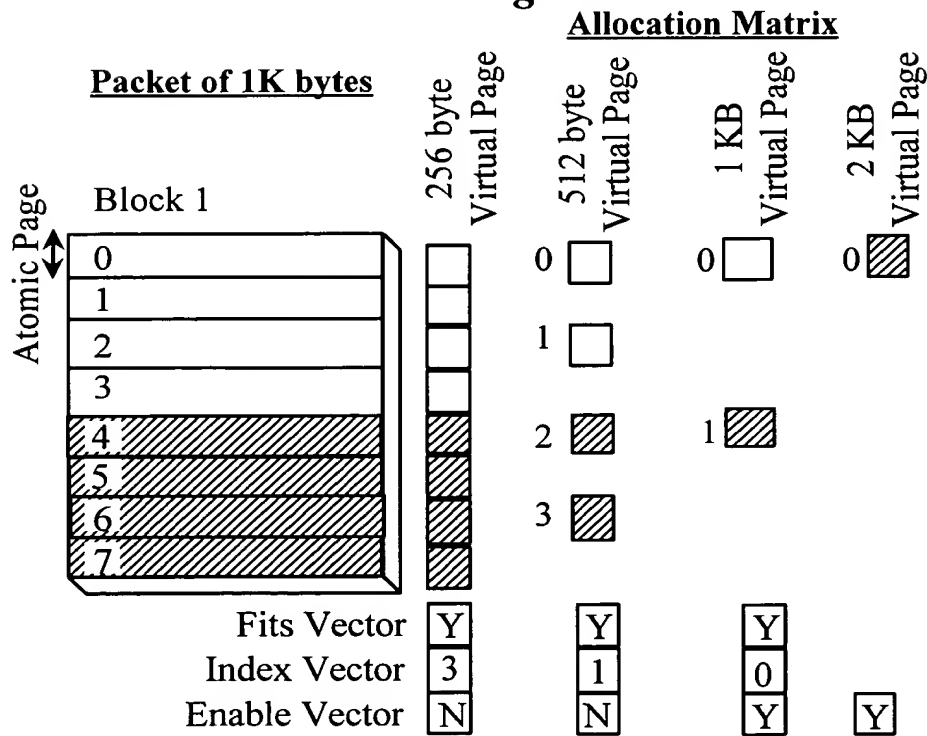 g
Allocation Matrix
Packet of 1K bytes
256 byte
Virtual Page
512 byte
Virtual Page
1 KB
Virtual Page
2 KB
Virtual Page
Atomic Page
Block 1
0
1
2
3
4
5
6
7
0
1
2
3
0
1
0
Fits Vector Y Y Y
Index Vector 3 1 0
Enable Vector N N Y Y